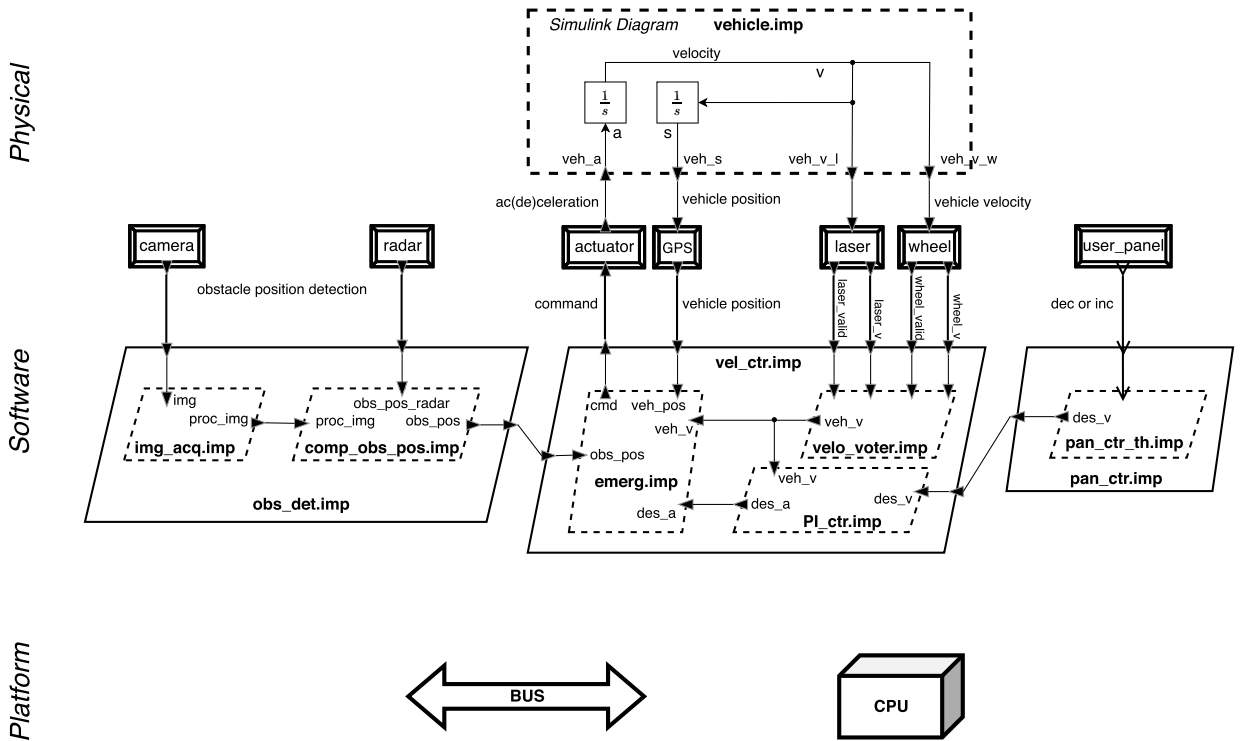 Physical
Simulink Diagram vehicle.imp
velocity
v
1
s
1
s
a
s
veh_a
veh_s
veh_v_l
veh_v_w
ac(de)celeration
vehicle position
vehicle velocity
camera
radar
actuator
GPS
laser
wheel
user_panel
obstacle position detection
command
vehicle position
laser_valid
laser_v
wheel_valid
wheel_v
dec or inc
Software
vel_ctr.imp
img
proc_img
img_acq.imp
obs_pos_radar
proc_img
obs_pos
comp_obs_pos.imp
obs_det.imp
cmd
veh_pos
veh_v
obs_pos
emerg.imp
des_a
veh_v
velo_voter.imp
veh_v
des_v
des_a
PI_ctr.imp
des_v
pan_ctr_th.imp
pan_ctr.imp
Platform
BUS
CPU